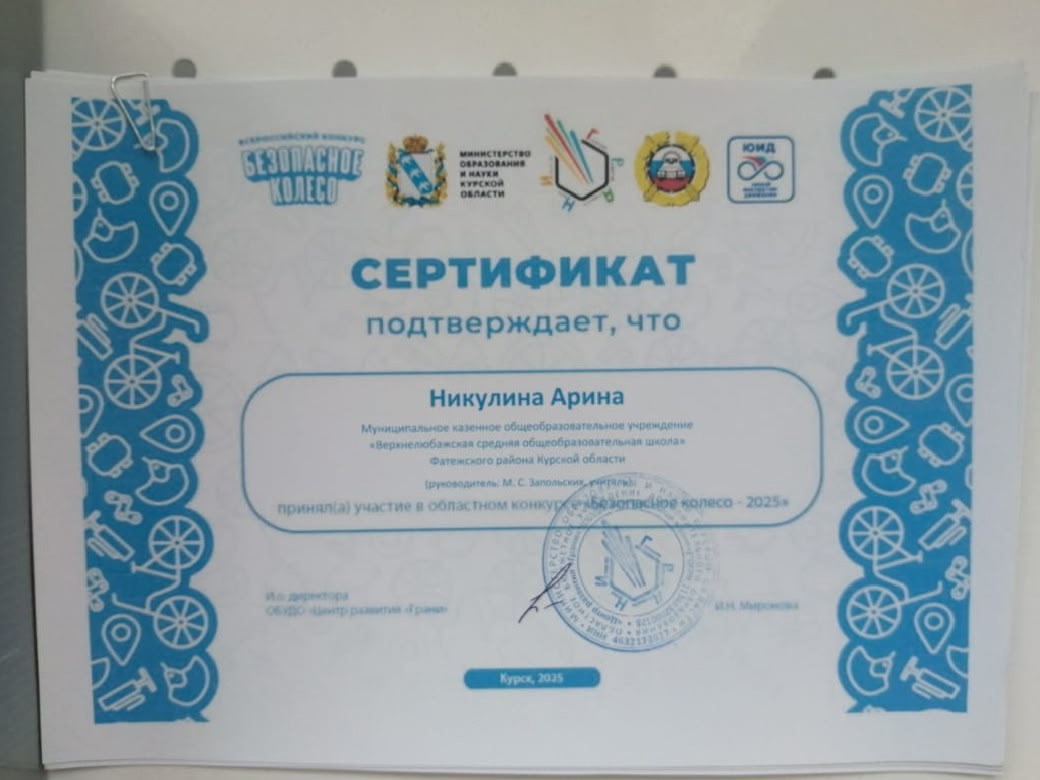 ВСЕРОССИЙСКИЙ КОНКУРС
БЕЗОПАСНОЕ
КОЛЕСО
МИНИСТЕРСТВО
ОБРАЗОВАНИЯ
И НАУКИ
КУРСКОЙ
ОБЛАСТИ
ЮИД
СЕРТИФИКАТ
подтверждает, что
Никулина Арина
Муниципальное казенное общеобразовательное учреждение
«Верхнелюбажская средняя общеобразовательная школа»
Фатежского района Курской области
(руководитель: М. С. Запольских, учитель)
принял(а) участие в областном конкурсе «Безопасное колесо - 2025»
И.о. директора
ОБУДО «Центр развития «Грани»
И.Н. Миронова
Курск, 2025